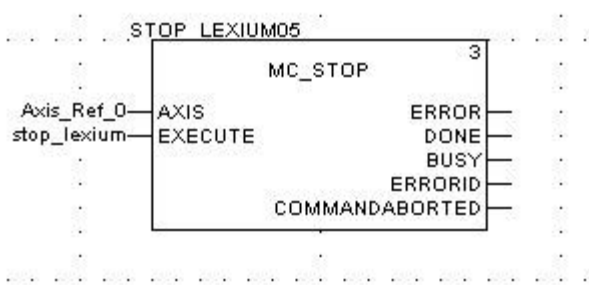 STOP_LEXIUM05
3
MC_STOP
Axis_Ref_0 AXIS ERROR
stop_lexium EXECUTE DONE
BUSY
ERRORID
COMMANDABORTED